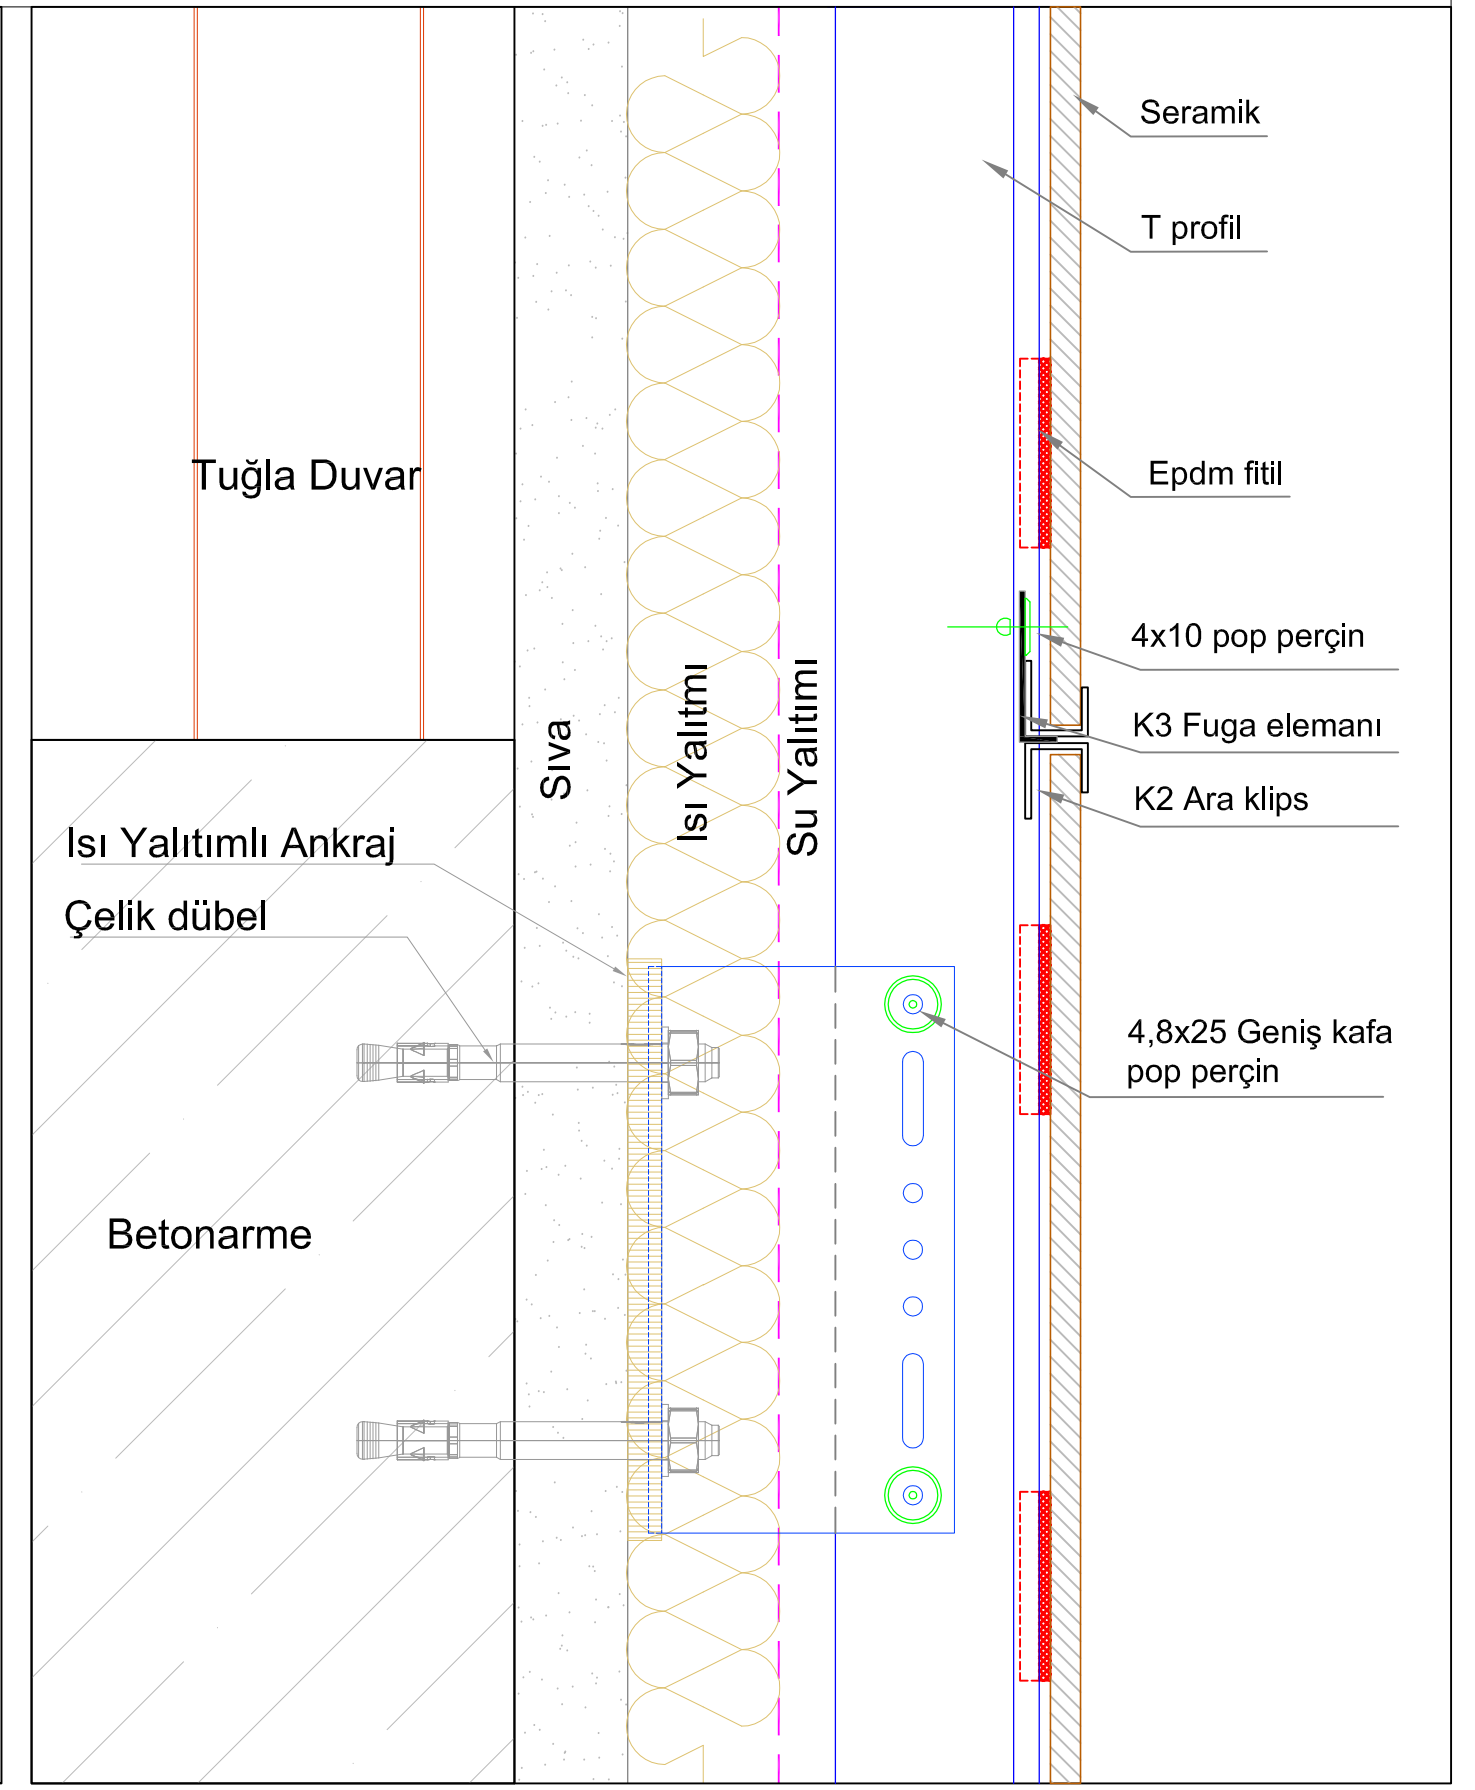 Seramik
T profil
Tuğla Duvar
Epdm fitil
4x10 pop perçin
K3 Fuga elemanı
K2 Ara klips
Sıva
Isı Yalıtmı
Su Yalıtımı
Isı Yalıtımlı Ankraj
Çelik dübel
4,8x25 Geniş kafa
pop perçin
Betonarme